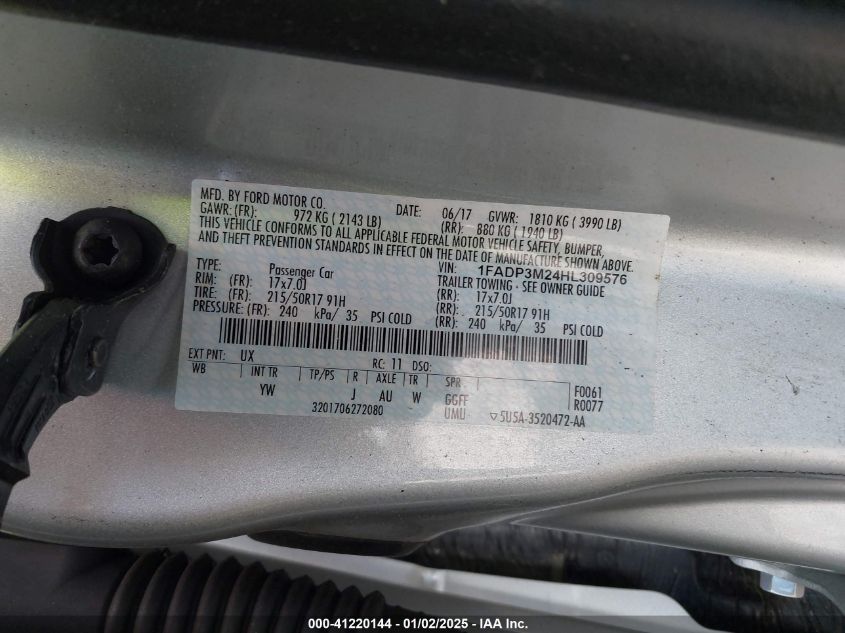 MFD. BY FORD MOTOR CO. DATE: 06/17 GVWR: 1810 KG ( 3990 LB)
GAWR: (FR): 972 KG ( 2143 LB) (RR): 880 KG ( 1940 LB)
THIS VEHICLE CONFORMS TO ALL APPLICABLE FEDERAL MOTOR VEHICLE SAFETY, BUMPER,
AND THEFT PREVENTION STANDARDS IN EFFECT ON THE DATE OF MANUFACTURE SHOWN ABOVE.
VIN: 1FADP3M24HL309576
TYPE: Passenger Car TRAILER TOWING - SEE OWNER GUIDE
RIM: (FR): 17x7.0J (RR): 17x7.0J
TIRE: (FR): 215/50R17 91H (RR): 215/50R17 91H
PRESSURE: (FR): 240 kPa/ 35 PSI COLD (RR): 240 kPa/ 35 PSI COLD
EXT PNT: UX RC: 11 DSO:
WB INT TR TP/PS R AXLE TR SPR F0061
YW J AU W GGFF R0077
3201706272080 UMU ▽5U5A-3520472-AA
000-41220144 - 01/02/2025 - IAA Inc.